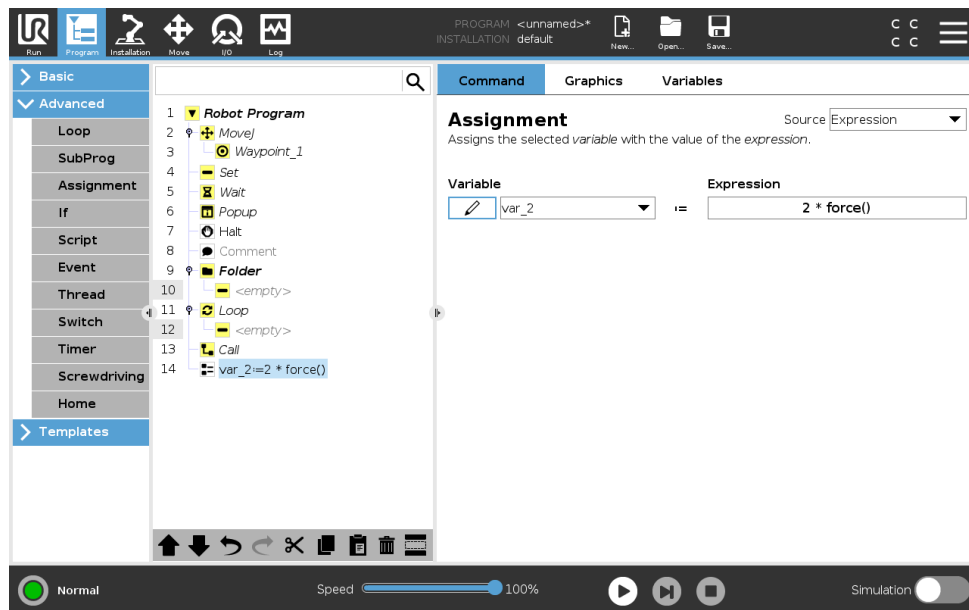 UR
PROGRAM <unnamed>*
INSTALLATION default
Run Program Installation Move I/O Log New... Open... Save...
C C
C C
Basic
Advanced
Loop
SubProg
Assignment
If
Script
Event
Thread
Switch
Timer
Screwdriving
Home
Templates
1 Robot Program
2 MoveJ
3 Waypoint_1
4 Set
5 Wait
6 Popup
7 Halt
8 Comment
9 Folder
10 <empty>
11 Loop
12 <empty>
13 Call
14 var_2:=2 * force()
Command Graphics Variables
Assignment
Source Expression
Assigns the selected variable with the value of the expression.
Variable Expression
var_2 := 2 * force()
Normal Speed 100% Simulation